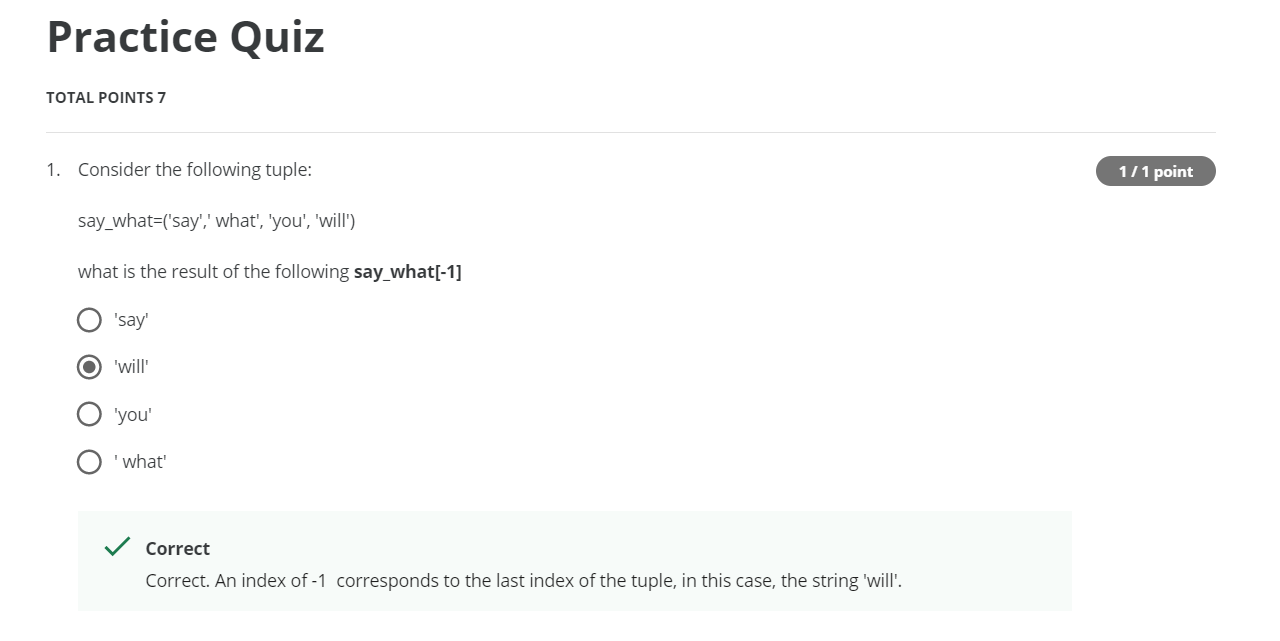 Practice Quiz
TOTAL POINTS 7
1. Consider the following tuple:
1 / 1 point
say_what=('say',' what', 'you', 'will')
what is the result of the following say_what[-1]
'say'
'will'
'you'
' what'
Correct
Correct. An index of -1  corresponds to the last index of the tuple, in this case, the string 'will'.